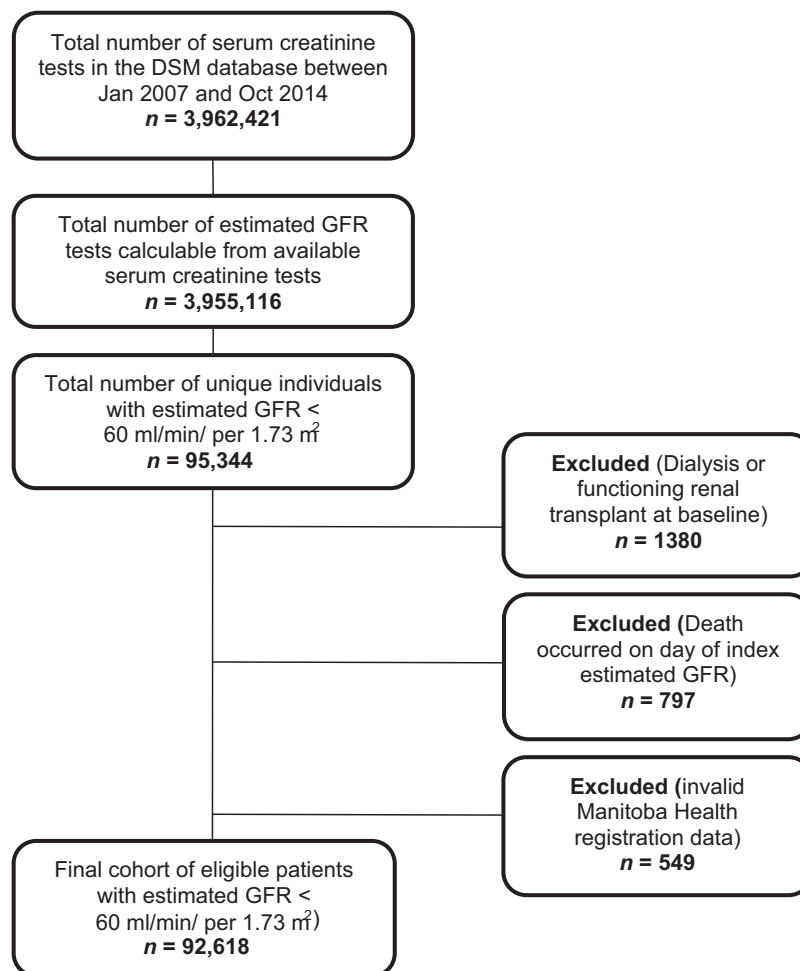 Total number of serum creatinine
tests in the DSM database between
Jan 2007 and Oct 2014
n = 3,962,421
Total number of estimated GFR
tests calculable from available
serum creatinine tests
n = 3,955,116
Total number of unique individuals
with estimated GFR <
60 ml/min/ per 1.73 m²
n = 95,344
Excluded (Dialysis or
functioning renal
transplant at baseline)
n = 1380
Excluded (Death
occurred on day of index
estimated GFR)
n = 797
Excluded (invalid
Manitoba Health
registration data)
n = 549
Final cohort of eligible patients
with estimated GFR <
60 ml/min/ per 1.73 m²)
n = 92,618